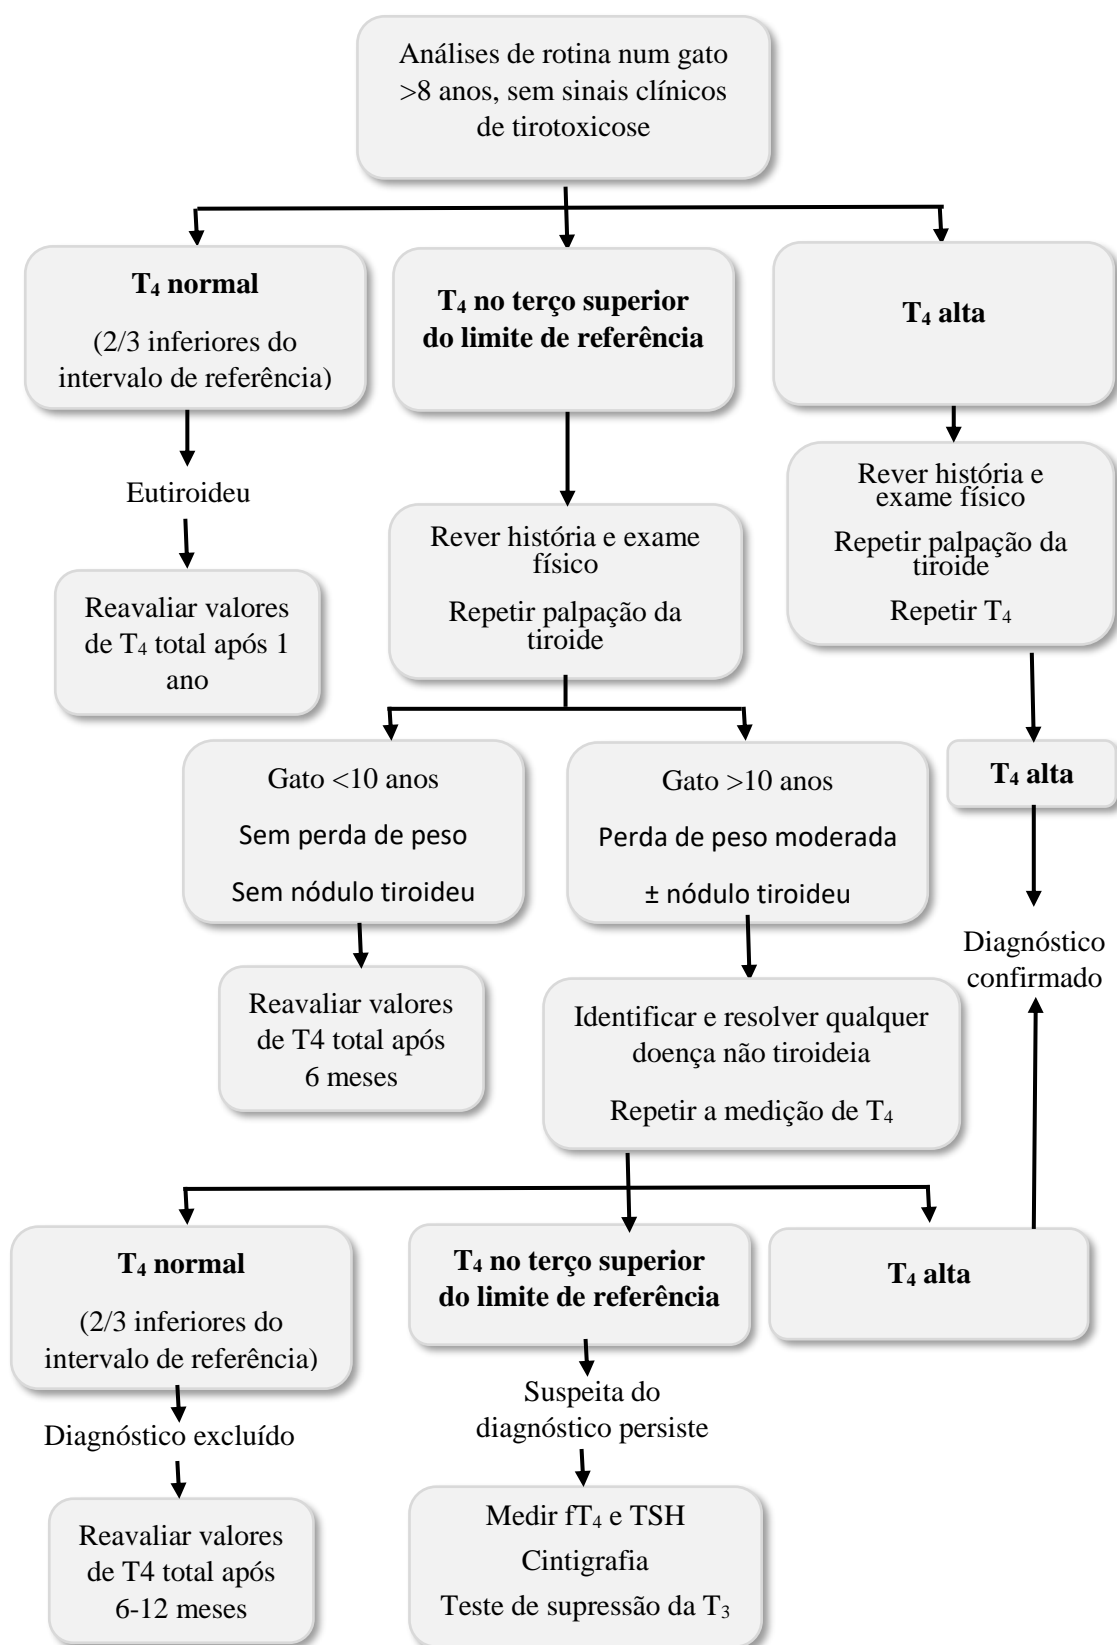 Análises de rotina num gato
>8 anos, sem sinais clínicos
de tirotoxicose
T₄ normal
(2/3 inferiores do
intervalo de referência)
T₄ no terço superior
do limite de referência
T₄ alta
Eutiroideu
Reavaliar valores
de T₄ total após 1
ano
Rever história e exame
físico
Repetir palpação da
tiroide
Rever história e
exame físico
Repetir palpação da
tiroide
Repetir T₄
Gato <10 anos
Sem perda de peso
Sem nódulo tiroideu
Gato >10 anos
Perda de peso moderada
± nódulo tiroideu
T₄ alta
Diagnóstico
confirmado
Reavaliar valores
de T4 total após
6 meses
Identificar e resolver qualquer
doença não tiroideia
Repetir a medição de T₄
T₄ normal
(2/3 inferiores do
intervalo de referência)
T₄ no terço superior
do limite de referência
T₄ alta
Diagnóstico excluído
Suspeita do
diagnóstico persiste
Reavaliar valores
de T4 total após
6-12 meses
Medir fT₄ e TSH
Cintigrafia
Teste de supressão da T₃